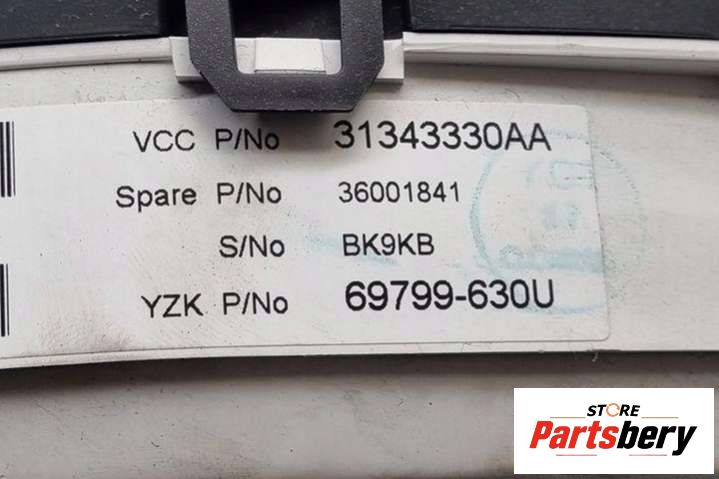 VCC P/No 31343330AA
Spare P/No 36001841
S/No BK9KB
YZK P/No 69799-630U
STORE
Partsbery